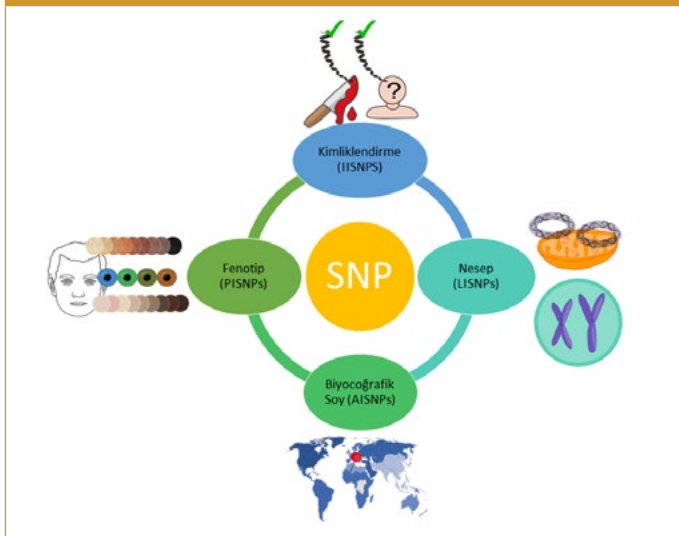 ?
Kimliklendirme
(IISNPS)
Fenotip
(PISNPs)
SNP
Nesep
(LISNPs)
Biyocoğrafik
Soy (AISNPs)